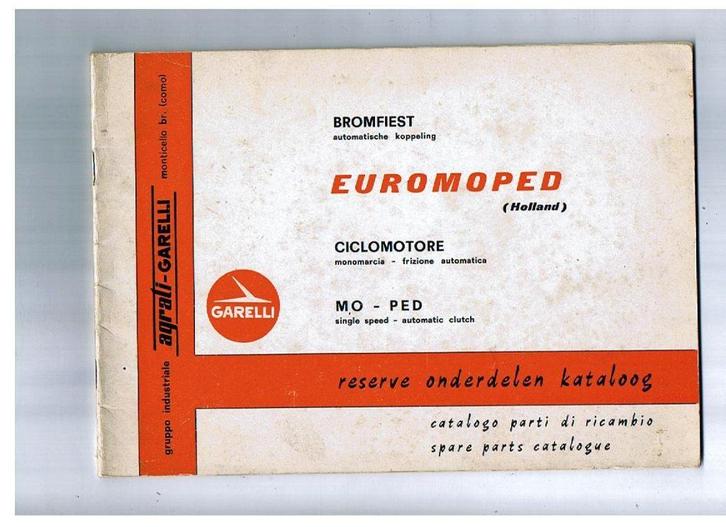 gruppo industriale agrati-GARELLI monticello br. (como)
BROMFIEST
automatische koppeling
EUROMOPED
(Holland)
CICLOMOTORE
monomarcia - frizione automatica
GARELLI
MO - PED
single speed - automatic clutch
reserve onderdelen kataloog
catalogo parti di ricambio
spare parts catalogue